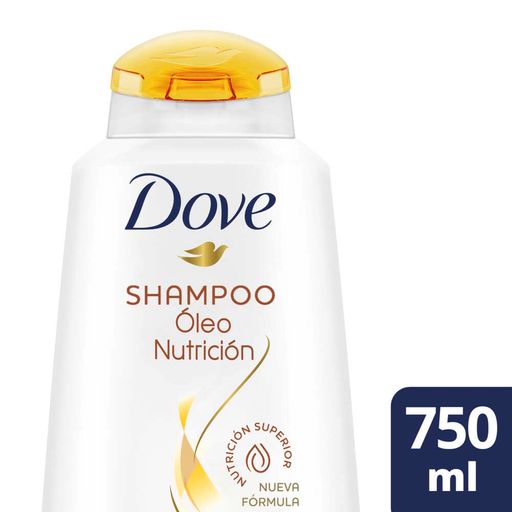 Dove
SHAMPOO
Óleo
Nutrición
NUTRICIÓN SUPERIOR
NUEVA
FÓRMULA
750
ml